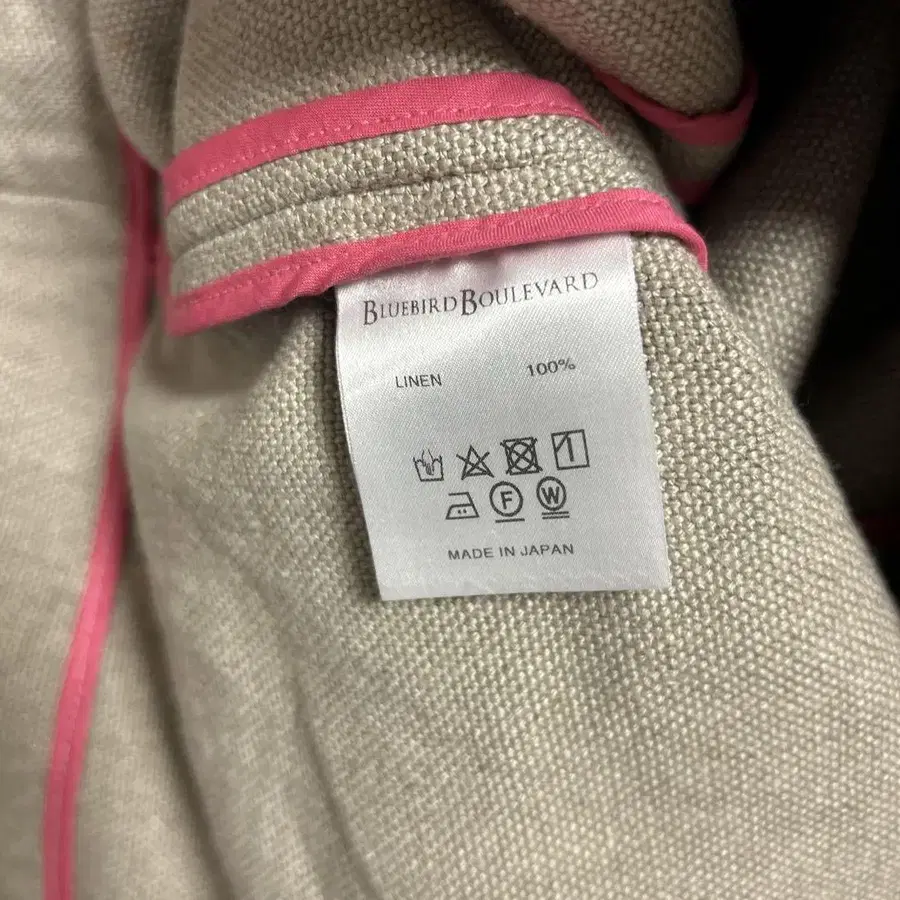 BLUEBIRD BOULEVARD
LINEN 100%
F W
MADE IN JAPAN